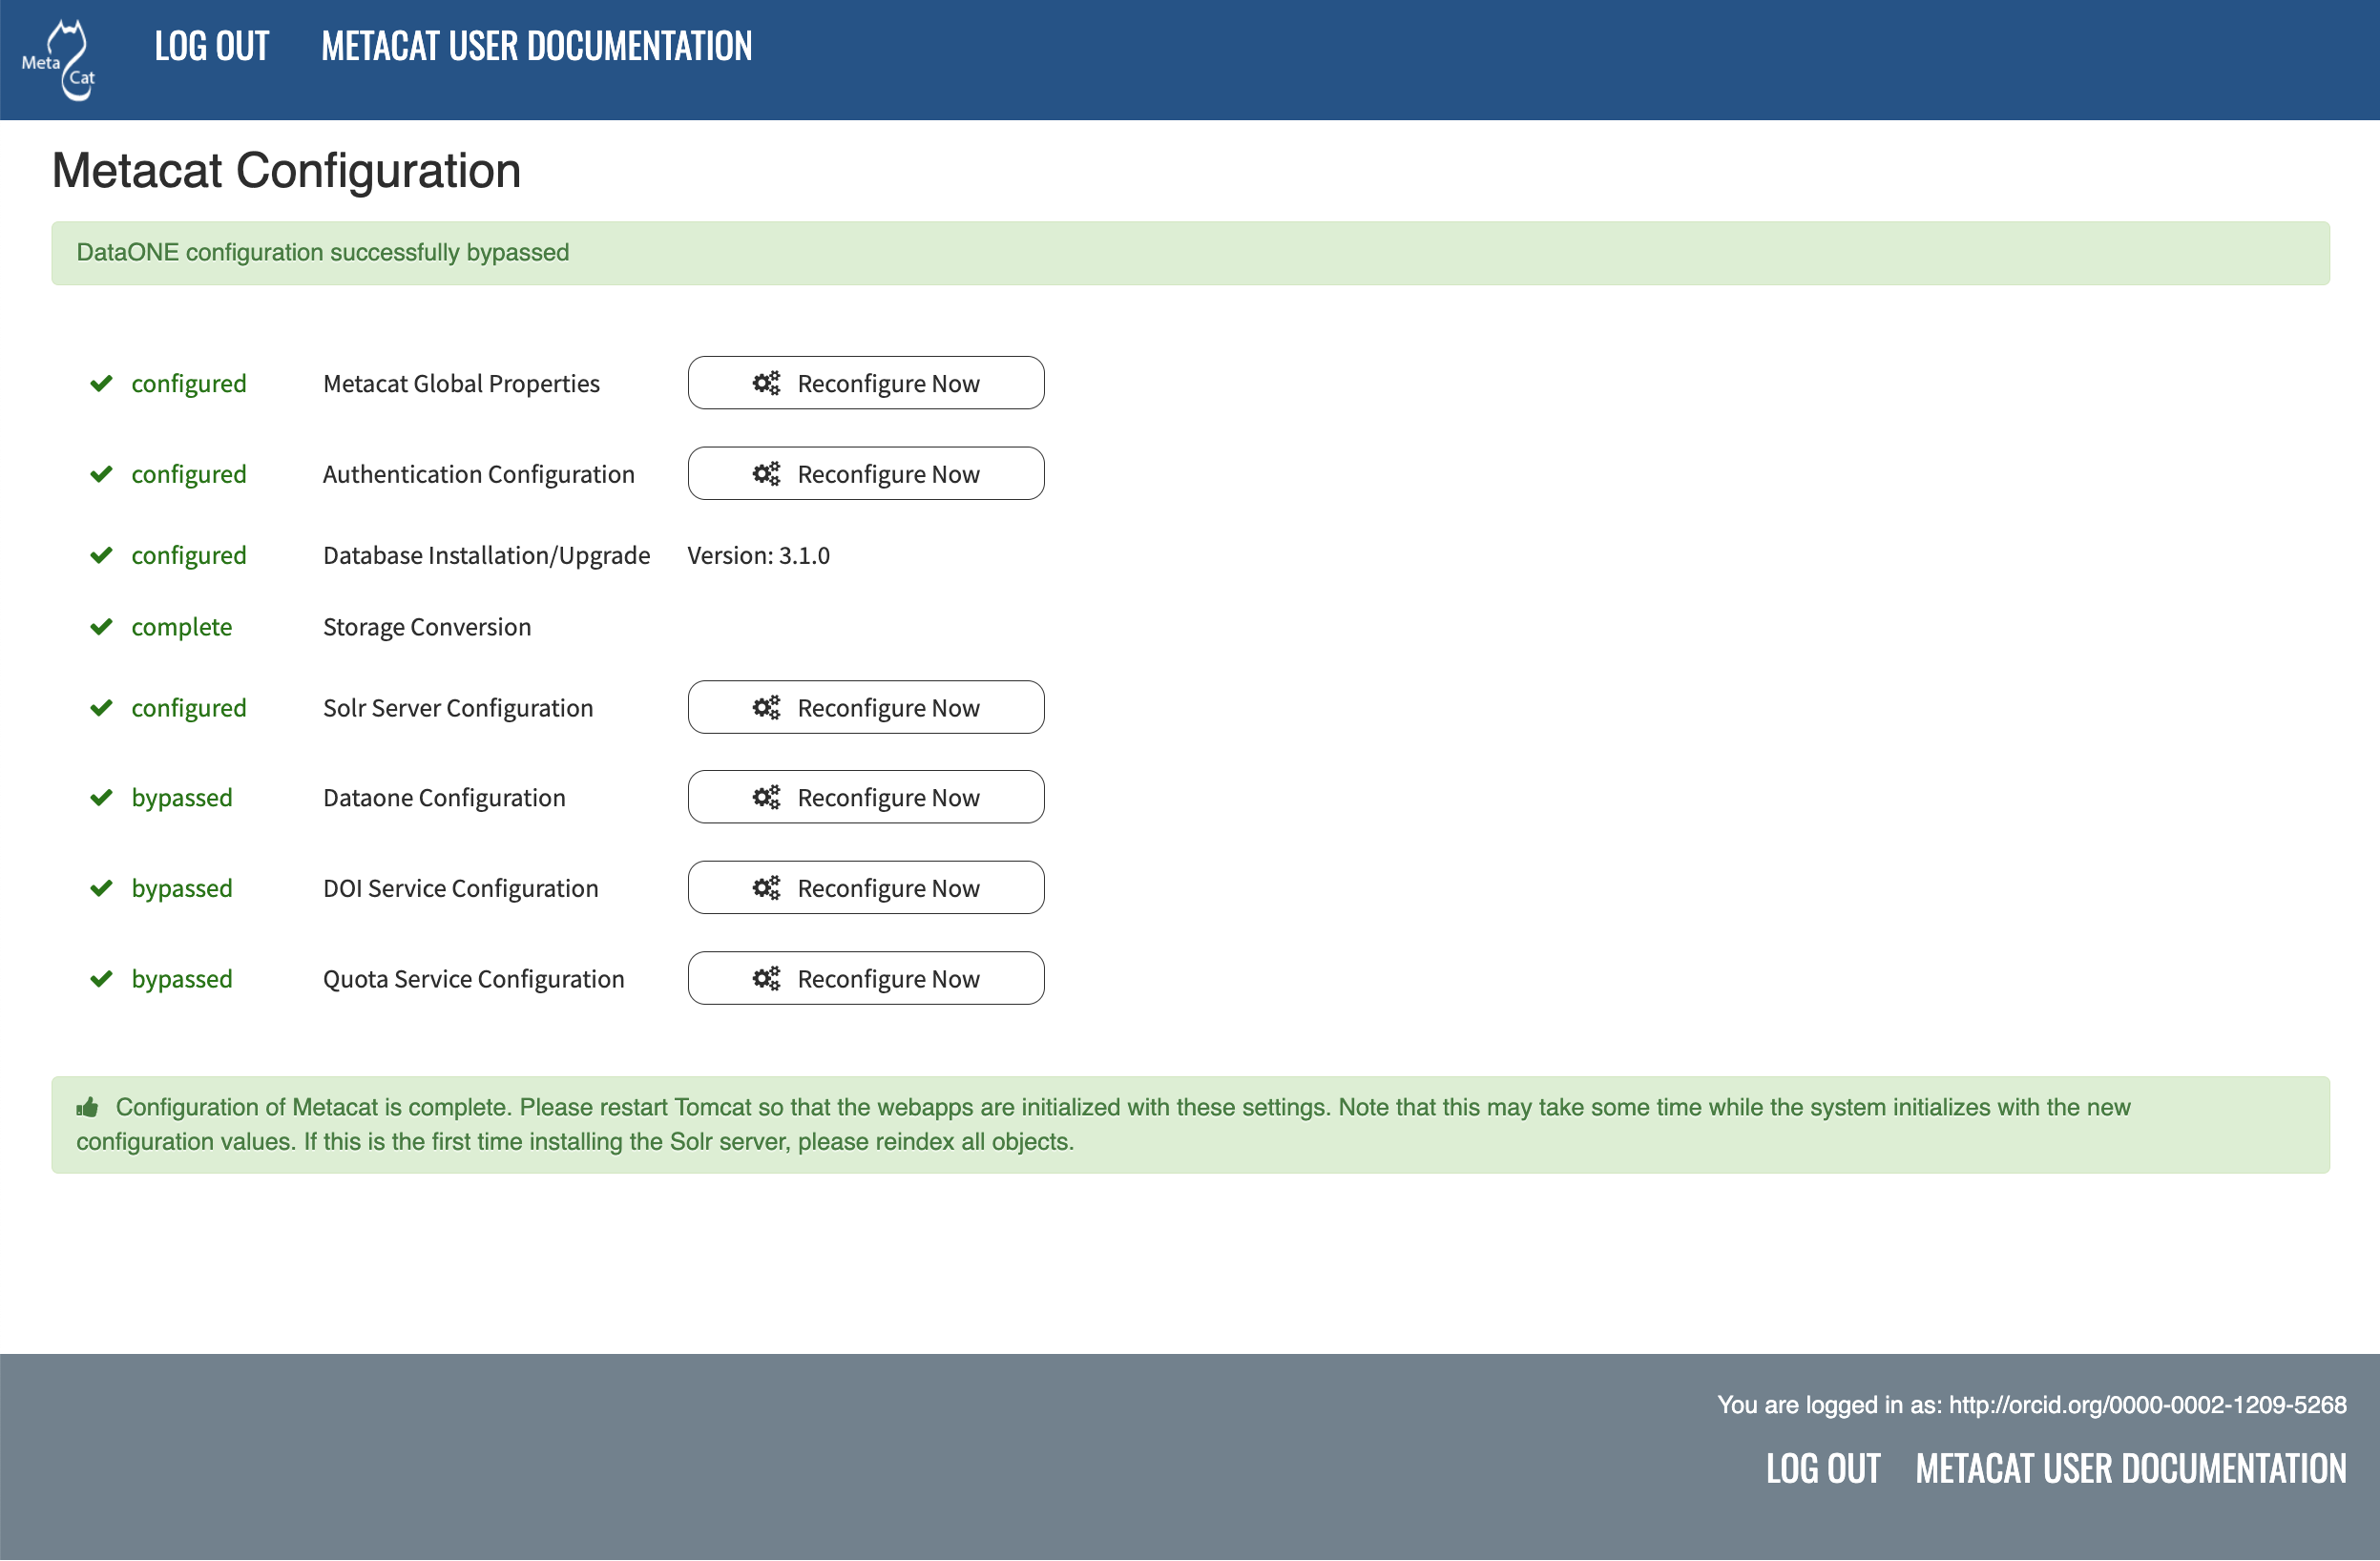 Meta Cat LOG OUT METACAT USER DOCUMENTATION
Metacat Configuration
DataONE configuration successfully bypassed
configured Metacat Global Properties Reconfigure Now
configured Authentication Configuration Reconfigure Now
configured Database Installation/Upgrade Version: 3.1.0
complete Storage Conversion
configured Solr Server Configuration Reconfigure Now
bypassed Dataone Configuration Reconfigure Now
bypassed DOI Service Configuration Reconfigure Now
bypassed Quota Service Configuration Reconfigure Now
Configuration of Metacat is complete. Please restart Tomcat so that the webapps are initialized with these settings. Note that this may take some time while the system initializes with the new
configuration values. If this is the first time installing the Solr server, please reindex all objects.
You are logged in as: http://orcid.org/0000-0002-1209-5268
LOG OUT METACAT USER DOCUMENTATION